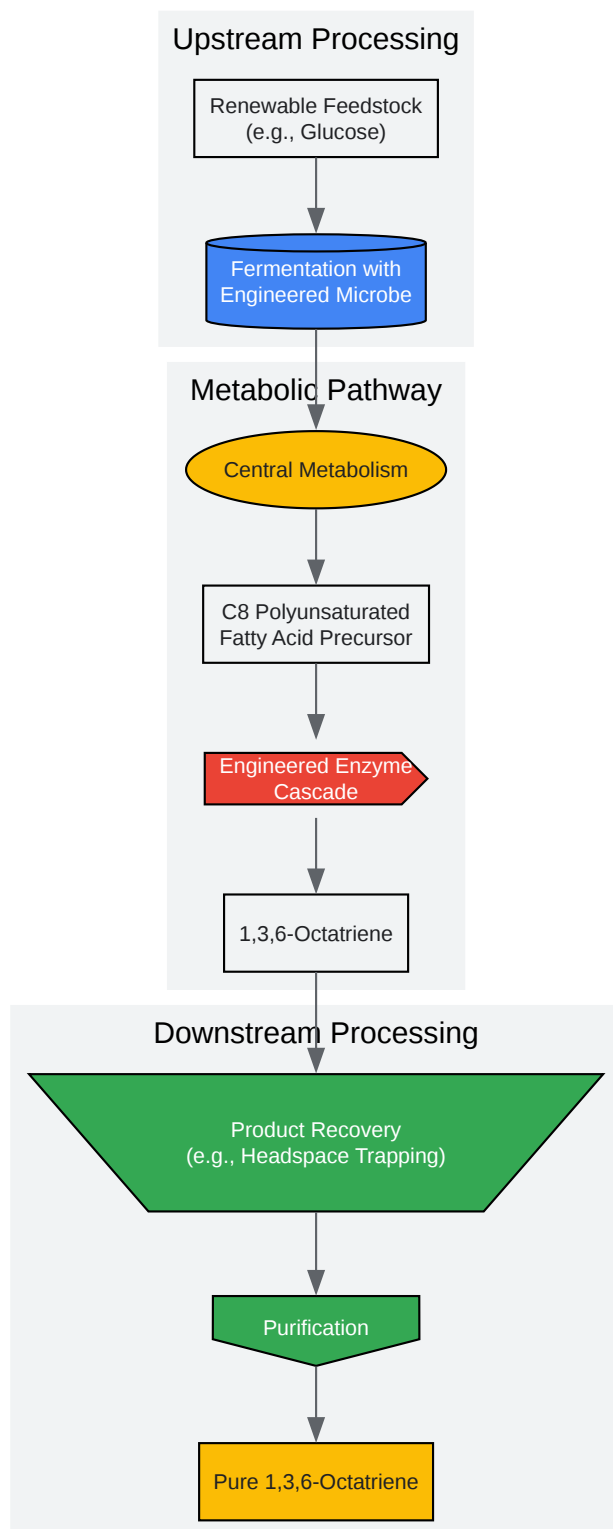 Upstream Processing
Renewable Feedstock
(e.g., Glucose)
Fermentation with
Engineered Microbe
Metabolic Pathway
Central Metabolism
C8 Polyunsaturated
Fatty Acid Precursor
Engineered Enzyme
Cascade
1,3,6-Octatriene
Downstream Processing
Product Recovery
(e.g., Headspace Trapping)
Purification
Pure 1,3,6-Octatriene